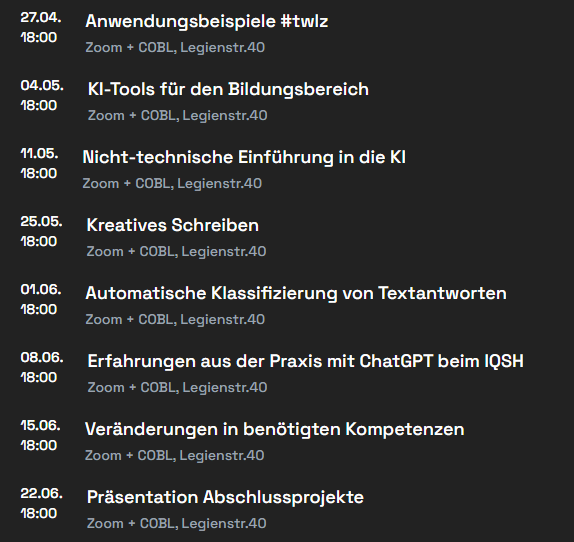 27.04. Anwendungsbeispiele #twlz
18:00 Zoom + COBL, Legienstr.40
04.05. KI-Tools für den Bildungsbereich
18:00 Zoom + COBL, Legienstr.40
11.05. Nicht-technische Einführung in die KI
18:00 Zoom + COBL, Legienstr.40
25.05. Kreatives Schreiben
18:00 Zoom + COBL, Legienstr.40
01.06. Automatische Klassifizierung von Textantworten
18:00 Zoom + COBL, Legienstr.40
08.06. Erfahrungen aus der Praxis mit ChatGPT beim IQSH
18:00 Zoom + COBL, Legienstr.40
15.06. Veränderungen in benötigten Kompetenzen
18:00 Zoom + COBL, Legienstr.40
22.06. Präsentation Abschlussprojekte
18:00 Zoom + COBL, Legienstr.40